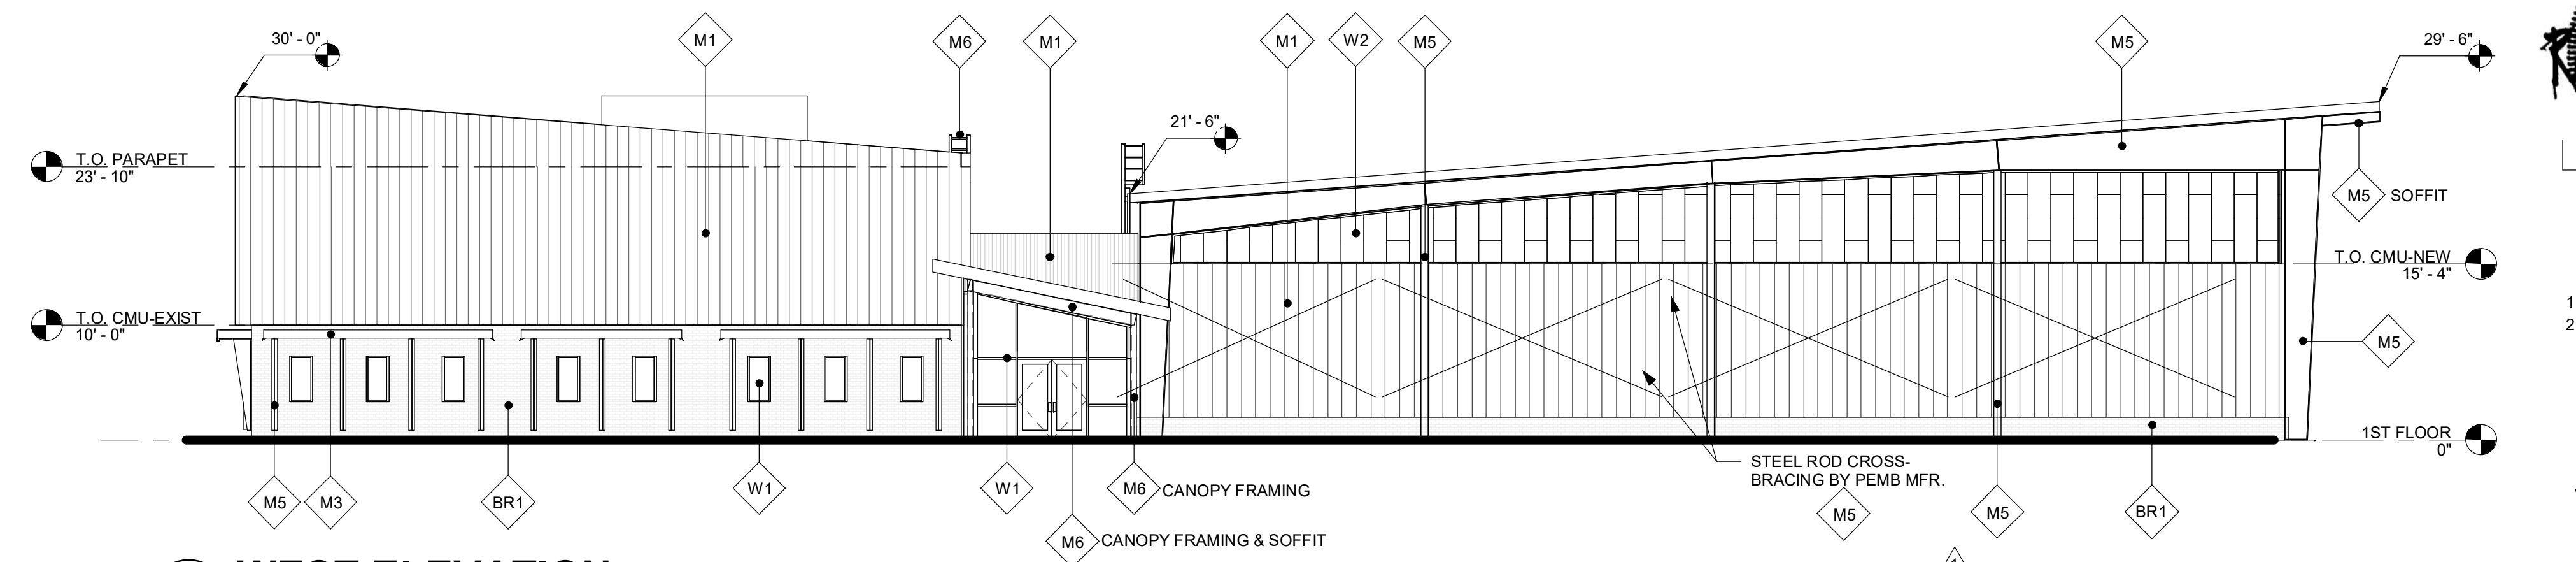 30' - 0"
M1
M6
M1
M1
W2
M5
M5
29' - 6"
21' - 6"
T.O. PARAPET
23' - 10"
M5 SOFFIT
T.O. CMU-NEW
15' - 4"
T.O. CMU-EXIST
10' - 0"
M5
1ST FLOOR
0"
M5
M3
BR1
W1
W1
M6 CANOPY FRAMING
M6 CANOPY FRAMING & SOFFIT
STEEL ROD CROSS-
BRACING BY PEMB MFR.
M5
M5
BR1
WEST ELEVATION